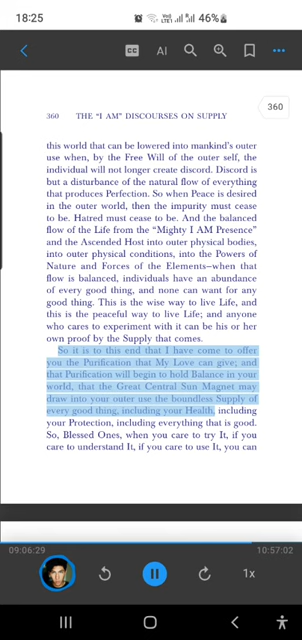 18:25
46%
CC
AI
360
360 THE "I AM" DISCOURSES ON SUPPLY
this world that can be lowered into mankind's outer
use when, by the Free Will of the outer self, the
individual will not longer create discord. Discord is
but a disturbance of the natural flow of everything
that produces Perfection. So when Peace is desired
in the outer world, then the impurity must cease
to be. Hatred must cease to be. And the balanced
flow of the Life from the "Mighty I AM Presence"
and the Ascended Host into outer physical bodies,
into outer physical conditions, into the Powers of
Nature and Forces of the Elements—when that
flow is balanced, individuals have an abundance
of every good thing, and none can want for any
good thing. This is the wise way to live Life, and
this is the peaceful way to live Life; and anyone
who cares to experiment with it can be his or her
own proof by the Supply that comes.
So it is to this end that I have come to offer
you the Purification that My Love can give; and
that Purification will begin to hold Balance in your
world, that the Great Central Sun Magnet may
draw into your outer use the boundless Supply of
every good thing, including your Health, including
your Protection, including everything that is good.
So, Blessed Ones, when you care to try It, if you
care to understand It, if you care to use It, you can
09:06:29
10:57:02
1x